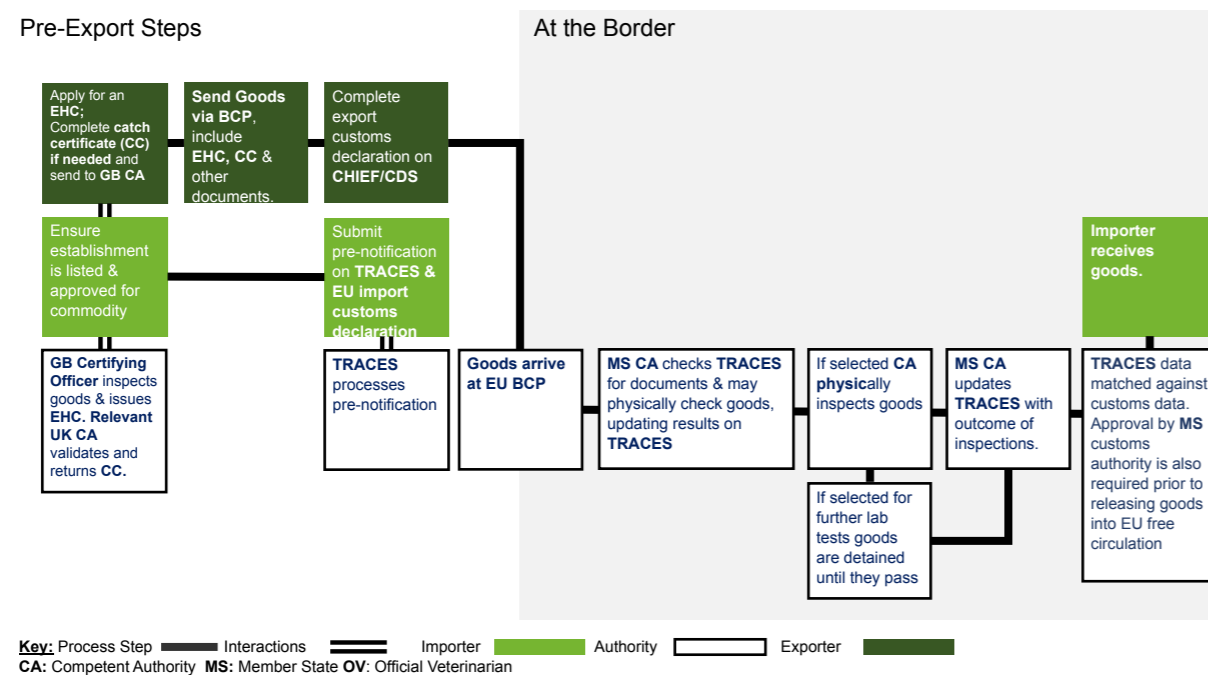 Pre-Export Steps
At the Border
Apply for an
EHC;
Complete catch
certificate (CC)
if needed and
send to GB CA
Send Goods
via BCP,
include
EHC, CC &
other
documents.
Complete
export
customs
declaration on
CHIEF/CDS
Ensure
establishment
is listed &
approved for
commodity
Submit
pre-notification
on TRACES &
EU import
customs
declaration
Importer
receives
goods.
GB Certifying
Officer inspects
goods & issues
EHC. Relevant
UK CA
validates and
returns CC.
TRACES
processes
pre-notification
Goods arrive
at EU BCP
MS CA checks TRACES
for documents & may
physically check goods,
updating results on
TRACES
If selected CA
physically
inspects goods
MS CA
updates
TRACES with
outcome of
inspections.
TRACES data
matched against
customs data.
Approval by MS
customs
authority is also
required prior to
releasing goods
into EU free
circulation
If selected for
further lab
tests goods
are detained
until they pass
Key: Process Step Interactions Importer Authority Exporter
CA: Competent Authority MS: Member State OV: Official Veterinarian